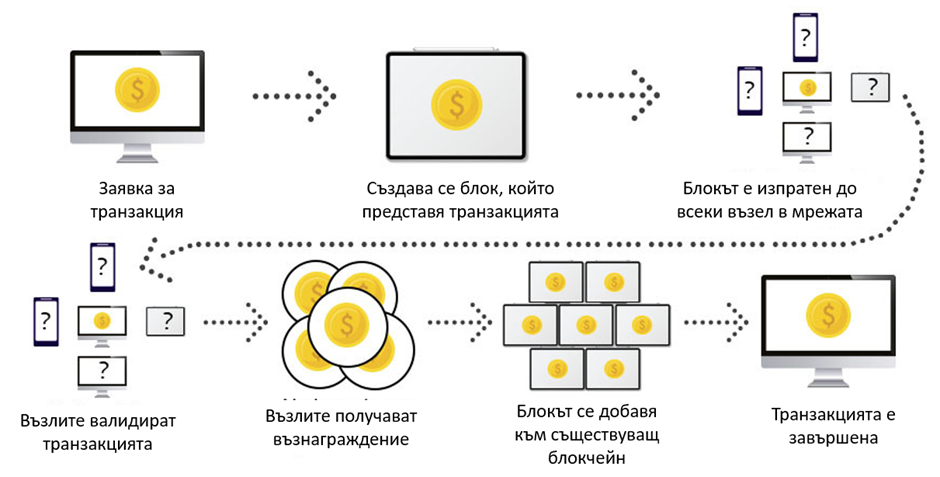 Заявка за
транзакция
Създава се блок, който
представя транзакцията
Блокът е изпратен до
всеки възел в мрежата
Възлите валидират
транзакцията
Възлите получават
възнаграждение
Блокът се добавя
към съществуващ
блокчейн
Транзакцията е
завършена